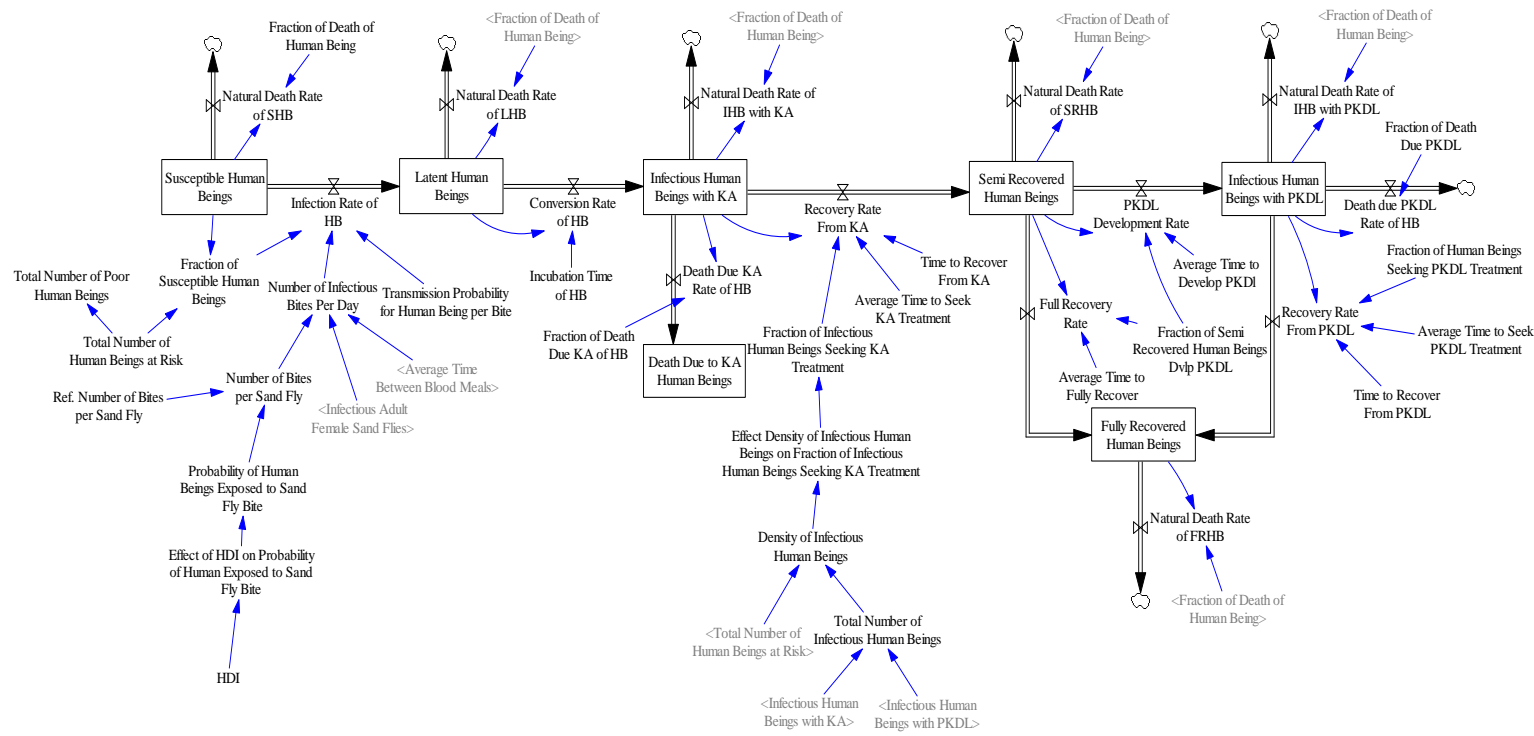 Fraction of Death of
Human Being
<Fraction of Death of
Human Being>
<Fraction of Death of
Human Being>
<Fraction of Death of
Human Being>
<Fraction of Death of
Human Being>
Natural Death Rate
of SHB
Natural Death Rate
of LHB
Natural Death Rate of
IHB with KA
Natural Death Rate
of SRHB
Natural Death Rate of
IHB with PKDL
Fraction of Death
Due PKDL
Susceptible Human
Beings
Latent Human
Beings
Infectious Human
Beings with KA
Semi Recovered
Human Beings
Infectious Human
Beings with PKDL
Infection Rate of
HB
Conversion Rate
of HB
Recovery Rate
From KA
PKDL
Development Rate
Death due PKDL
Rate of HB
Total Number of Poor
Human Beings
Fraction of
Susceptible Human
Beings
Number of Infectious
Bites Per Day
Transmission Probability
for Human Being per Bite
Incubation Time
of HB
Death Due KA
Rate of HB
Time to Recover
From KA
Average Time to Seek
KA Treatment
Average Time to
Develop PKDl
Fraction of Human Beings
Seeking PKDL Treatment
Total Number of
Human Beings at Risk
Fraction of Death
Due KA of HB
Fraction of Infectious
Human Beings Seeking KA
Treatment
Full Recovery
Rate
Fraction of Semi
Recovered Human Beings
Dvlp PKDL
Recovery Rate
From PKDL
Average Time to Seek
PKDL Treatment
Death Due to KA
Human Beings
Ref. Number of Bites
per Sand Fly
Number of Bites
per Sand Fly
<Average Time
Between Blood Meals>
<Infectious Adult
Female Sand Flies>
Average Time to
Fully Recover
Time to Recover
From PKDL
Fully Recovered
Human Beings
Effect Density of Infectious Human
Beings on Fraction of Infectious
Human Beings Seeking KA Treatment
Probability of Human
Beings Exposed to Sand
Fly Bite
Natural Death Rate
of FRHB
Density of Infectious
Human Beings
Effect of HDI on Probability
of Human Exposed to Sand
Fly Bite
<Fraction of Death of
Human Being>
<Total Number of
Human Beings at Risk>
Total Number of
Infectious Human Beings
HDI
<Infectious Human
Beings with KA>
<Infectious Human
Beings with PKDL>